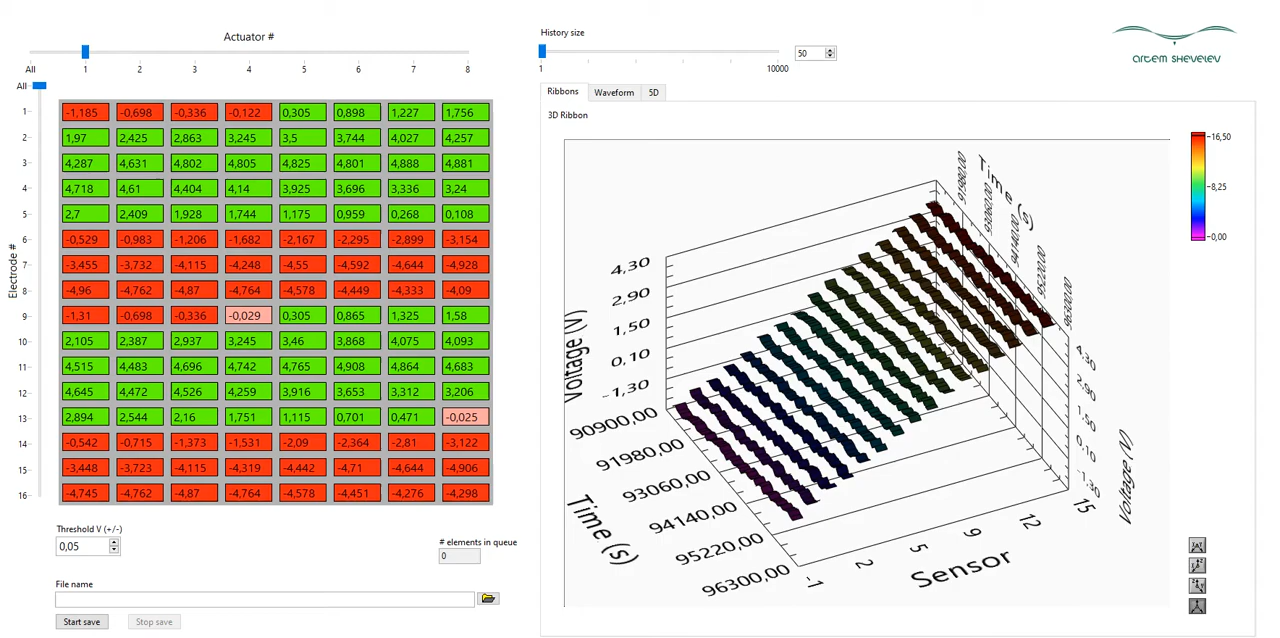 Actuator #
All 1 2 3 4 5 6 7 8
All
Electrode #
1 -1,185 -0,698 -0,336 -0,122 0,305 0,898 1,227 1,756
2 1,97 2,425 2,863 3,245 3,5 3,744 4,027 4,257
3 4,287 4,631 4,802 4,805 4,825 4,801 4,888 4,881
4 4,718 4,61 4,404 4,14 3,925 3,696 3,336 3,24
5 2,7 2,409 1,928 1,744 1,175 0,959 0,268 0,108
6 -0,529 -0,983 -1,206 -1,682 -2,167 -2,295 -2,899 -3,154
7 -3,455 -3,732 -4,115 -4,248 -4,55 -4,592 -4,644 -4,928
8 -4,96 -4,762 -4,87 -4,764 -4,578 -4,449 -4,333 -4,09
9 -1,31 -0,698 -0,336 -0,029 0,305 0,865 1,325 1,58
10 2,105 2,387 2,937 3,245 3,46 3,868 4,075 4,093
11 4,515 4,483 4,696 4,742 4,765 4,908 4,864 4,683
12 4,645 4,472 4,526 4,259 3,916 3,653 3,312 3,206
13 2,894 2,544 2,16 1,751 1,115 0,701 0,471 -0,025
14 -0,542 -0,715 -1,373 -1,531 -2,09 -2,364 -2,81 -3,122
15 -3,448 -3,723 -4,115 -4,319 -4,442 -4,71 -4,644 -4,906
16 -4,745 -4,762 -4,87 -4,764 -4,578 -4,451 -4,276 -4,298
Threshold V (+/-)
0,05
# elements in queue
0
File name
Start save Stop save
History size
1 10000
50
artem shevelev
Ribbons Waveform 5D
3D Ribbon
16,50
8,25
0,00
Time (s)
91980,00
93060,00
94140,00
95220,00
96300,00
Voltage (V)
4,30
2,90
1,50
0,10
-1,30
90900,00
91980,00
93060,00
94140,00
95220,00
96300,00
Time (s)
-1 2 5 9 12 15
Sensor
4,30
2,90
1,50
0,10
-1,30
Voltage (V)